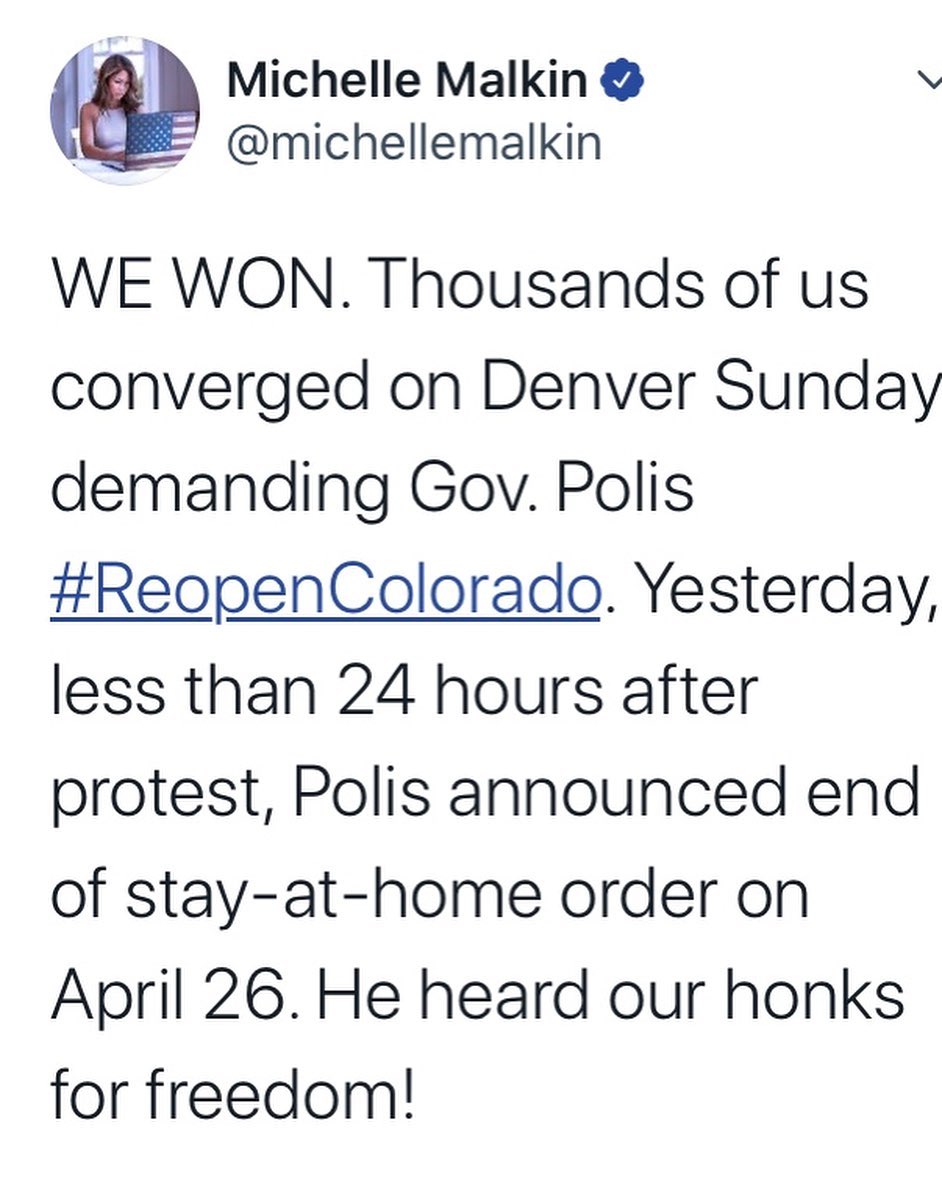 Michelle Malkin
@michellemalkin
WE WON. Thousands of us
converged on Denver Sunday
demanding Gov. Polis
#ReopenColorado. Yesterday,
less than 24 hours after
protest, Polis announced end
of stay-at-home order on
April 26. He heard our honks
for freedom!